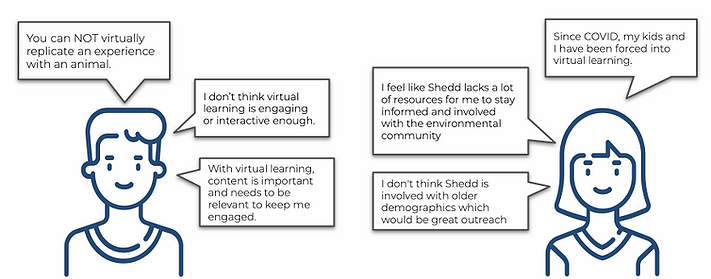 You can NOT virtually
replicate an experience
with an animal.
I don't think virtual
learning is engaging
or interactive enough.
With virtual learning,
content is important
and needs to be
relevant to keep me
engaged.
Since COVID, my kids and
I have been forced into
virtual learning.
I feel like Shedd lacks a lot
of resources for me to stay
informed and involved
with the environmental
community
I don't think Shedd is
involved with older
demographics which
would be great outreach